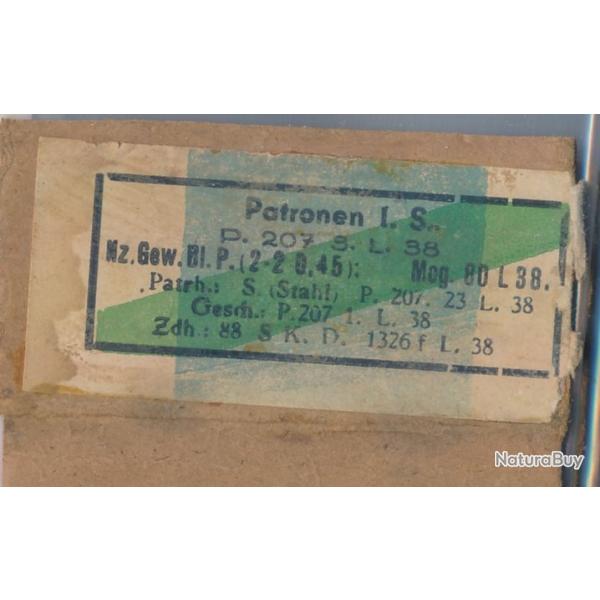 Patronen I. S.
P. 207 S. L. 38
Nz. Gew. Bl. P. (2-2 0,45): Mcg. 80 L 38.
Patrh.: S. (Stahl) P. 207. 23 L. 38
Gesch.: P. 207 1. L. 38
Zdh.: 88 S K. D. 1326 f L. 38
NaturaBuy